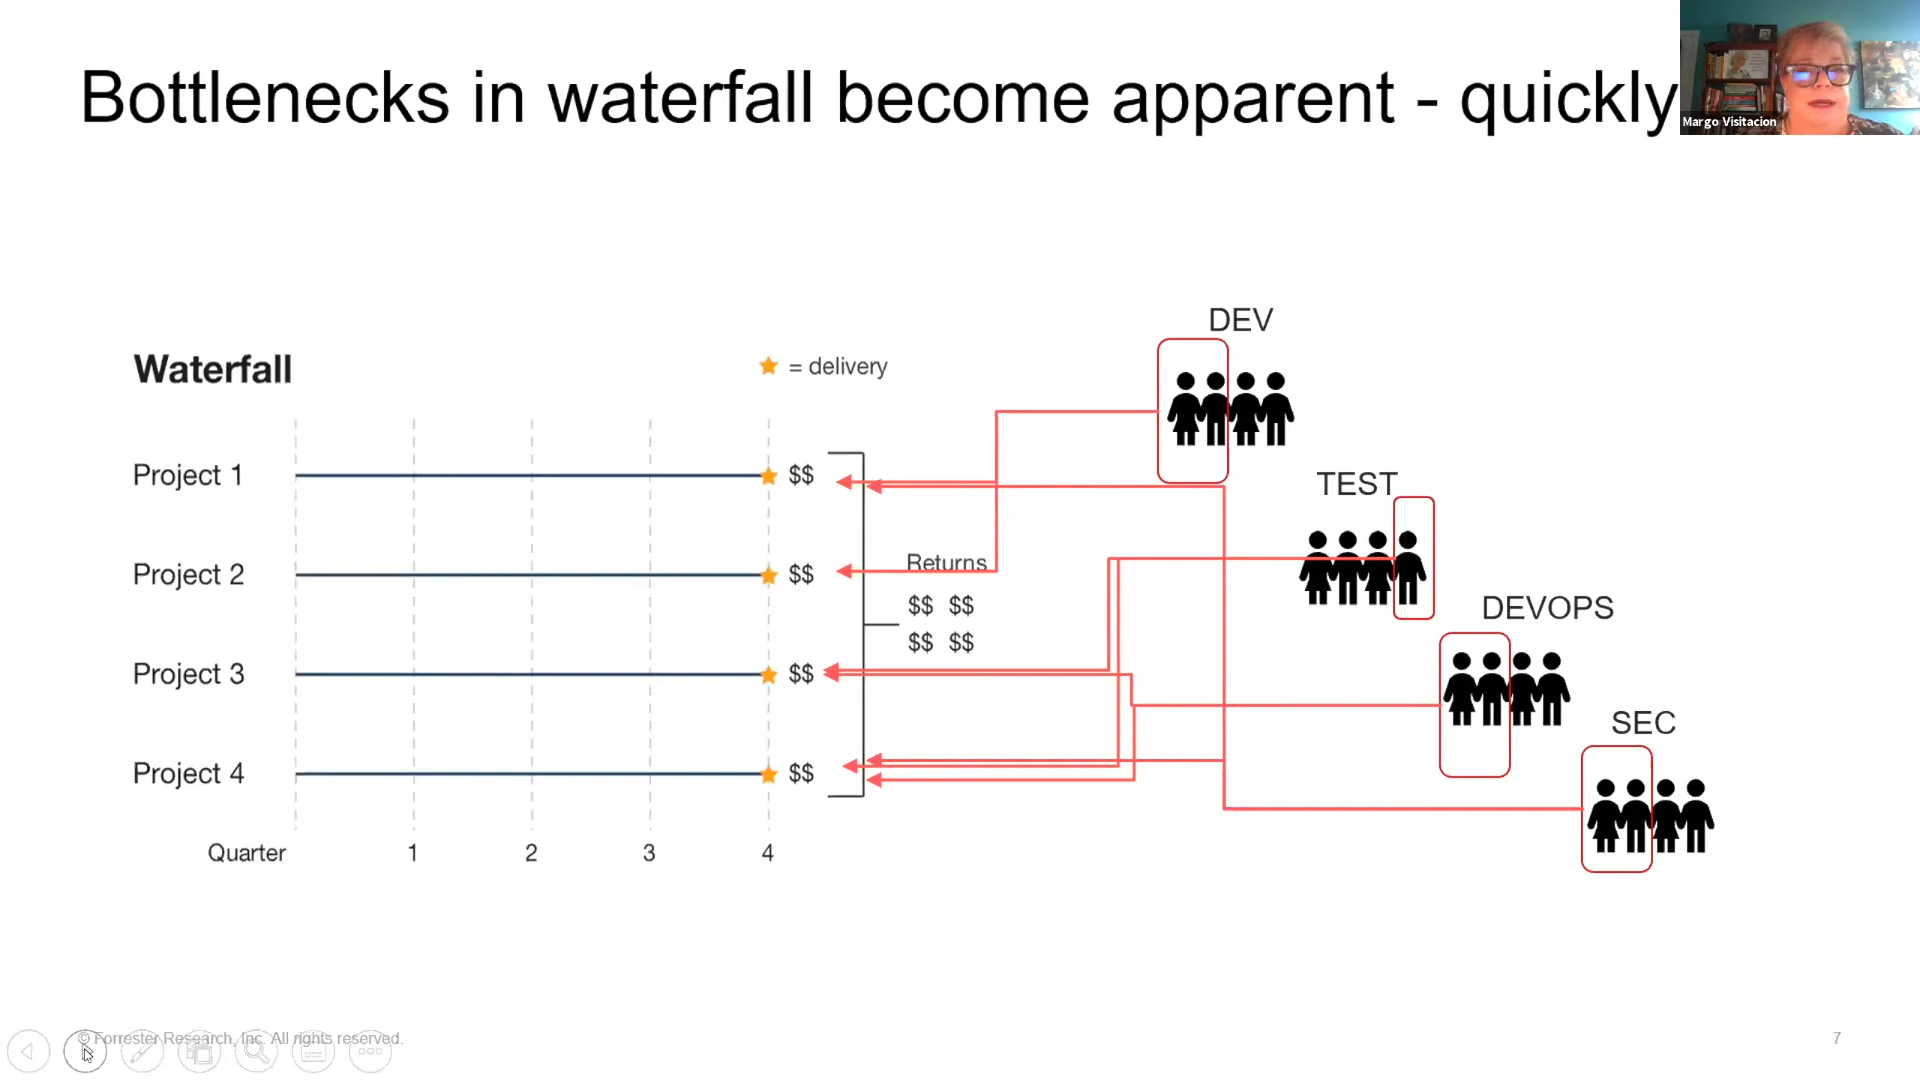 Bottlenecks in waterfall become apparent - quickly
Margo Visitacion
DEV
Waterfall
= delivery
Project 1 $$
TEST
Project 2 $$
Returns
$$ $$
$$ $$
DEVOPS
Project 3 $$
SEC
Project 4 $$
Quarter 1 2 3 4
© Forrester Research, Inc. All rights reserved.
7